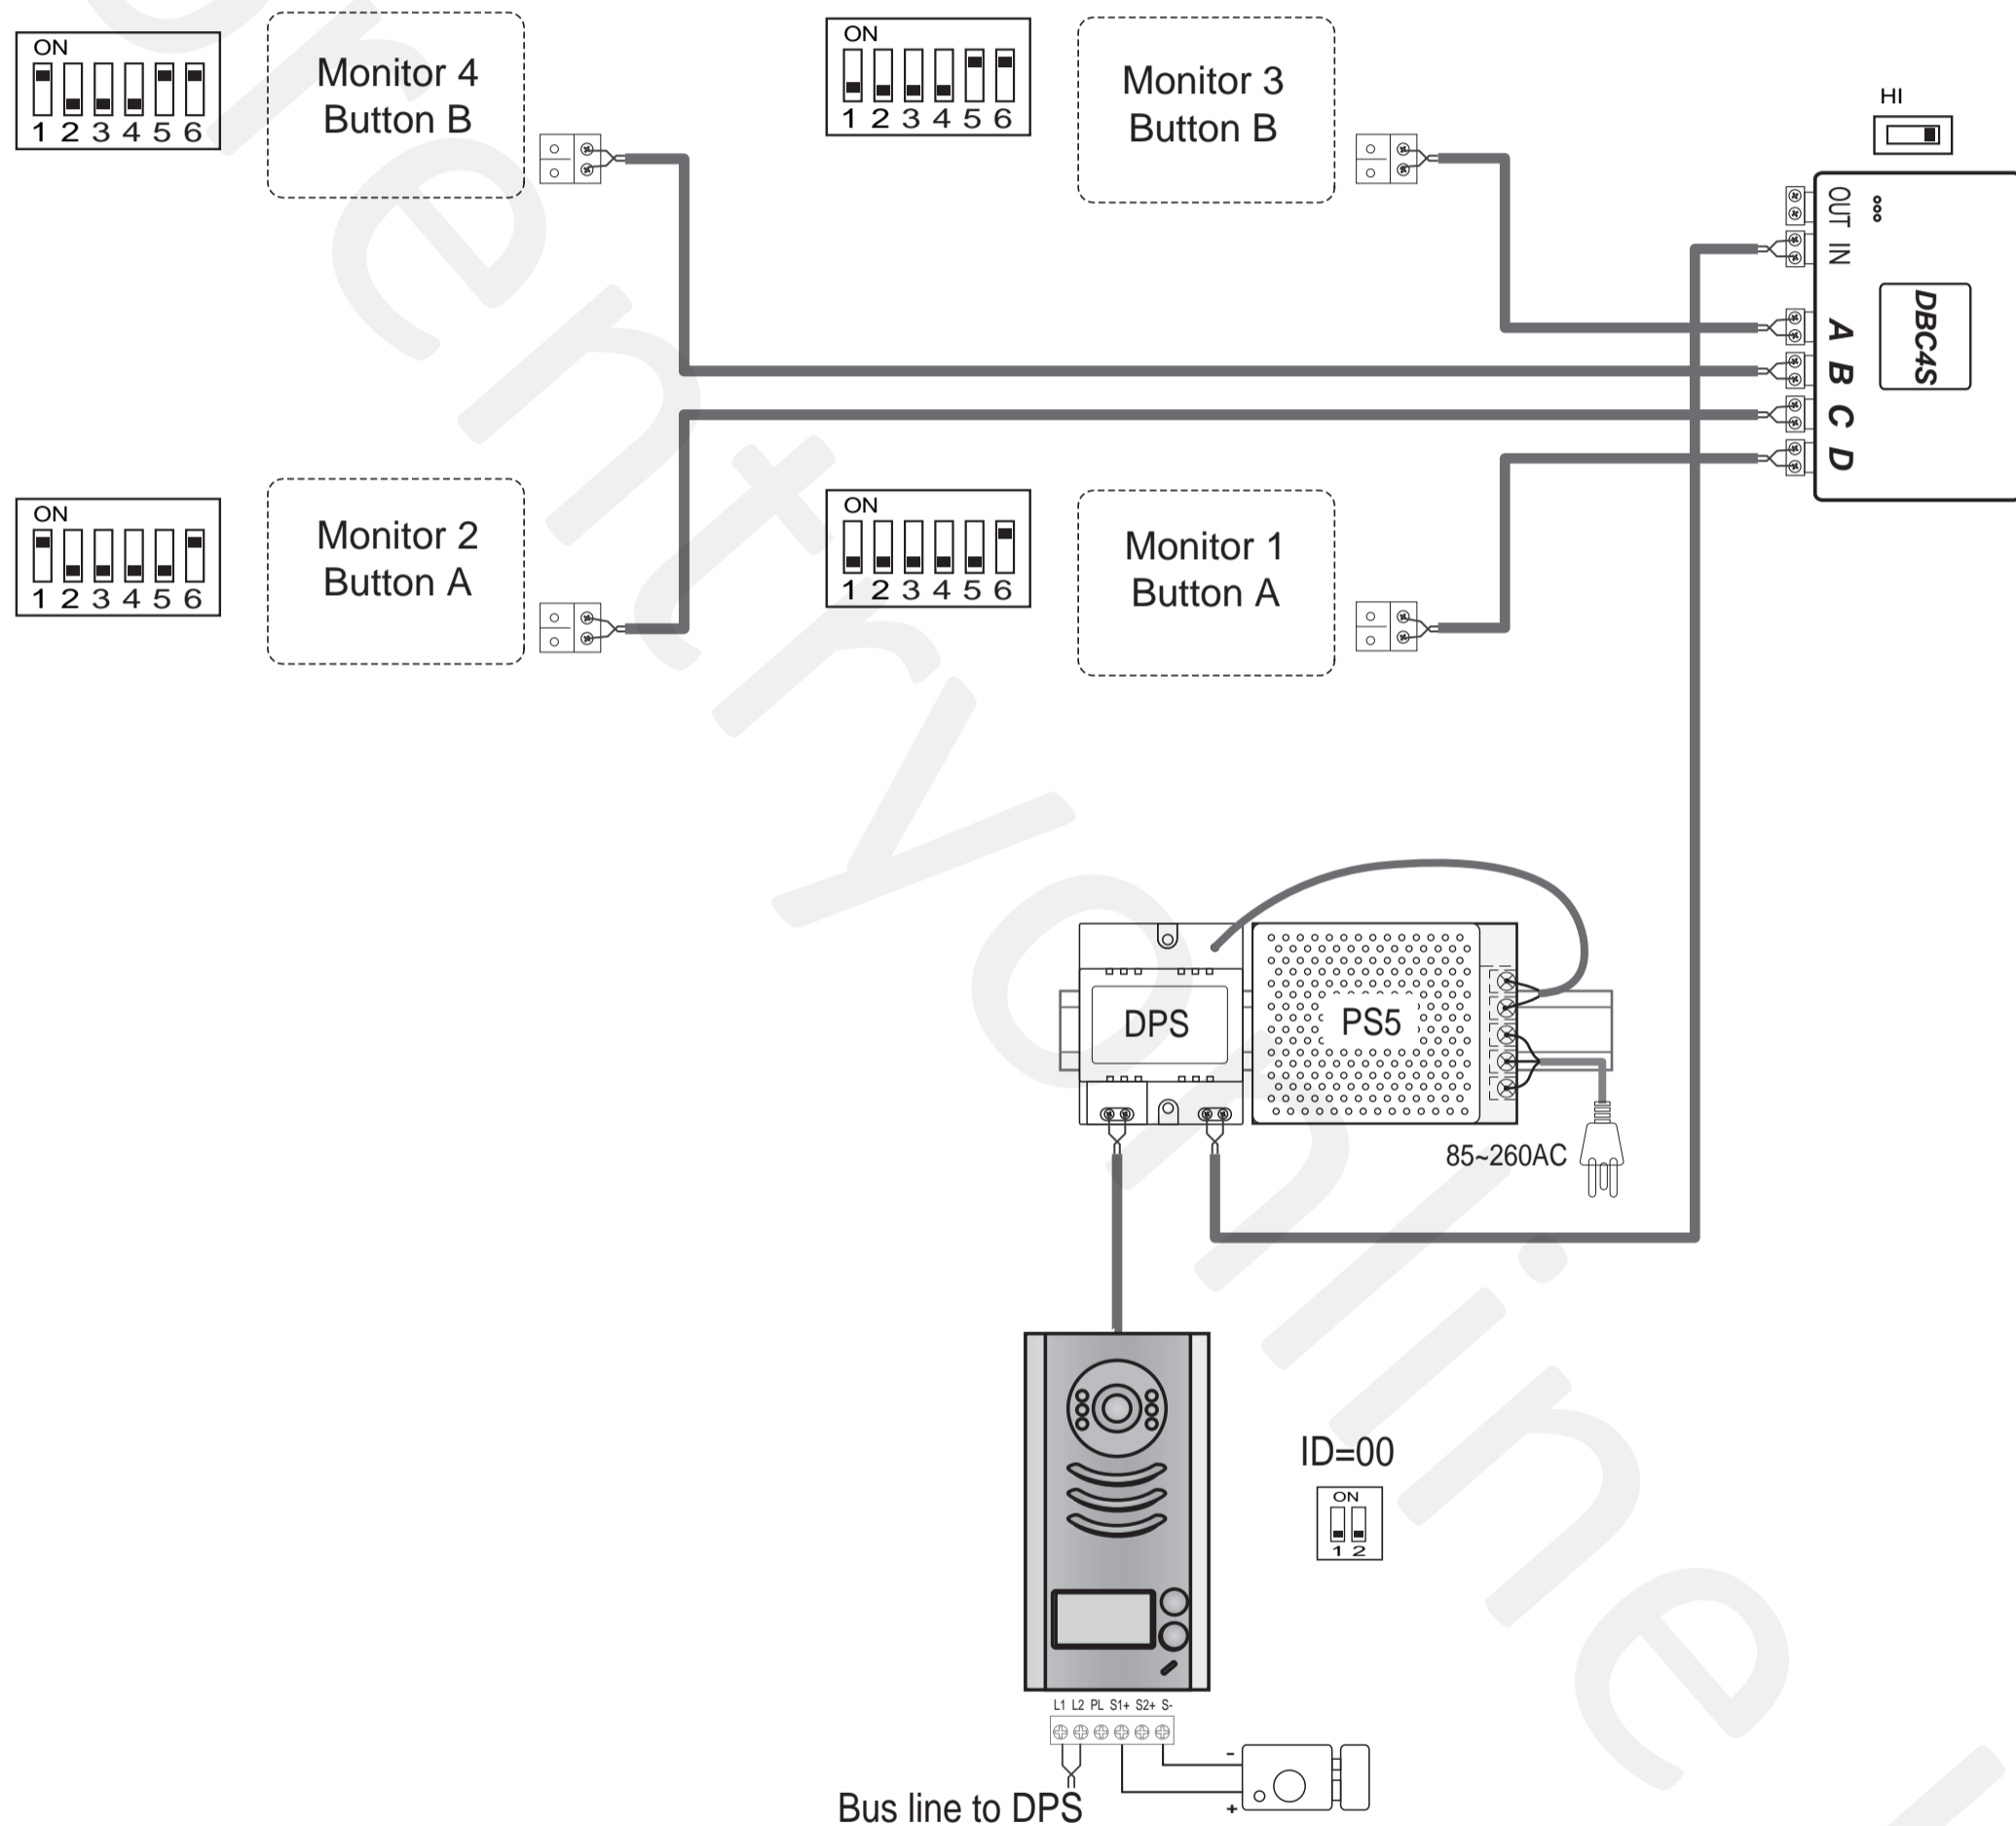 ON
1 2 3 4 5 6
Monitor 4
Button B
ON
1 2 3 4 5 6
Monitor 3
Button B
HI
OUT
IN
A
B
C
D
DBC4S
ON
1 2 3 4 5 6
Monitor 2
Button A
ON
1 2 3 4 5 6
Monitor 1
Button A
DPS
PS5
85~260AC
ID=00
ON
1 2
L1 L2 PL S1+ S2+ S-
-
+
Bus line to DPS